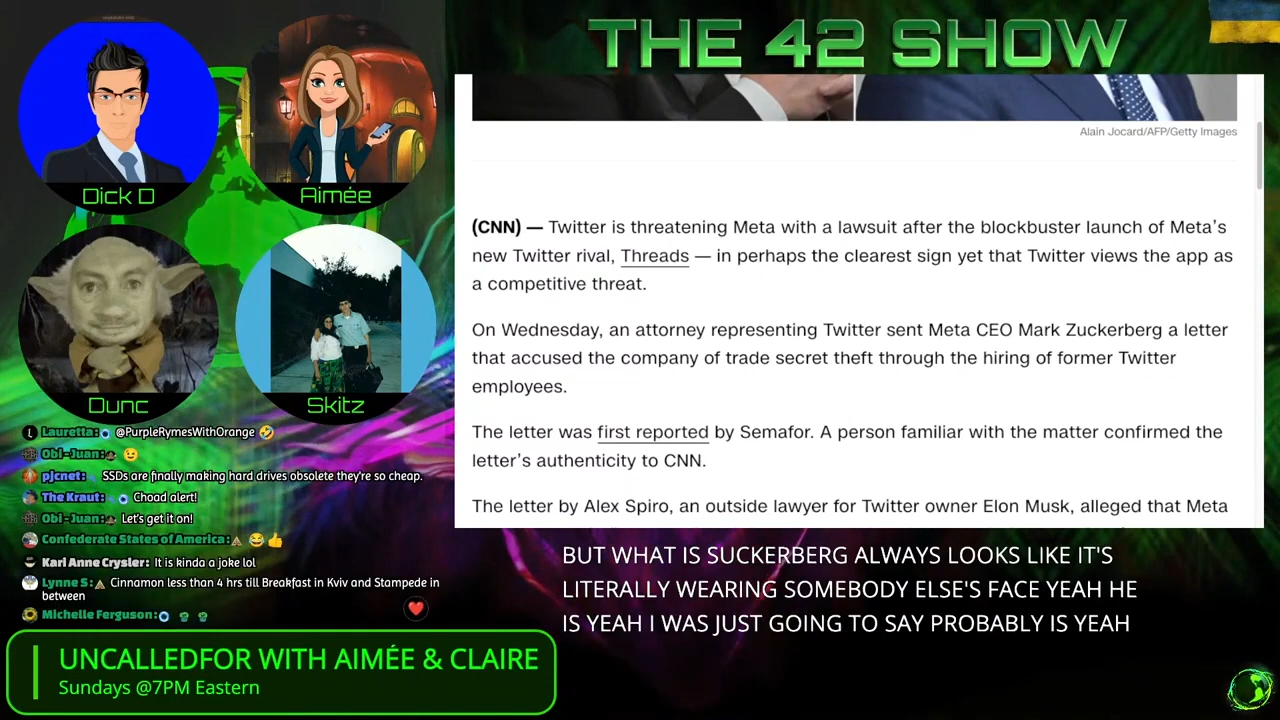 THE 42 SHOW
Dick D
Aimée
Dunc
Skitz
Alain Jocard/AFP/Getty Images
(CNN) — Twitter is threatening Meta with a lawsuit after the blockbuster launch of Meta's
new Twitter rival, Threads — in perhaps the clearest sign yet that Twitter views the app as
a competitive threat.
On Wednesday, an attorney representing Twitter sent Meta CEO Mark Zuckerberg a letter
that accused the company of trade secret theft through the hiring of former Twitter
employees.
The letter was first reported by Semafor. A person familiar with the matter confirmed the
letter's authenticity to CNN.
The letter by Alex Spiro, an outside lawyer for Twitter owner Elon Musk, alleged that Meta
L Lauretta: @PurpleRymesWithOrange 🤣
Obi-Juan: 😉
pjcnet: SSDs are finally making hard drives obsolete they're so cheap.
The Kraut: Choad alert!
Obi-Juan: Let's get it on!
Confederate States of America: 😂👍
Karl Anne Crysler: It is kinda a joke lol
Lynne S: Cinnamon less than 4 hrs till Breakfast in Kviv and Stampede in
between
Michelle Ferguson:
BUT WHAT IS SUCKERBERG ALWAYS LOOKS LIKE IT'S
LITERALLY WEARING SOMEBODY ELSE'S FACE YEAH HE
IS YEAH I WAS JUST GOING TO SAY PROBABLY IS YEAH
UNCALLEDFOR WITH AIMÉE & CLAIRE
Sundays @7PM Eastern